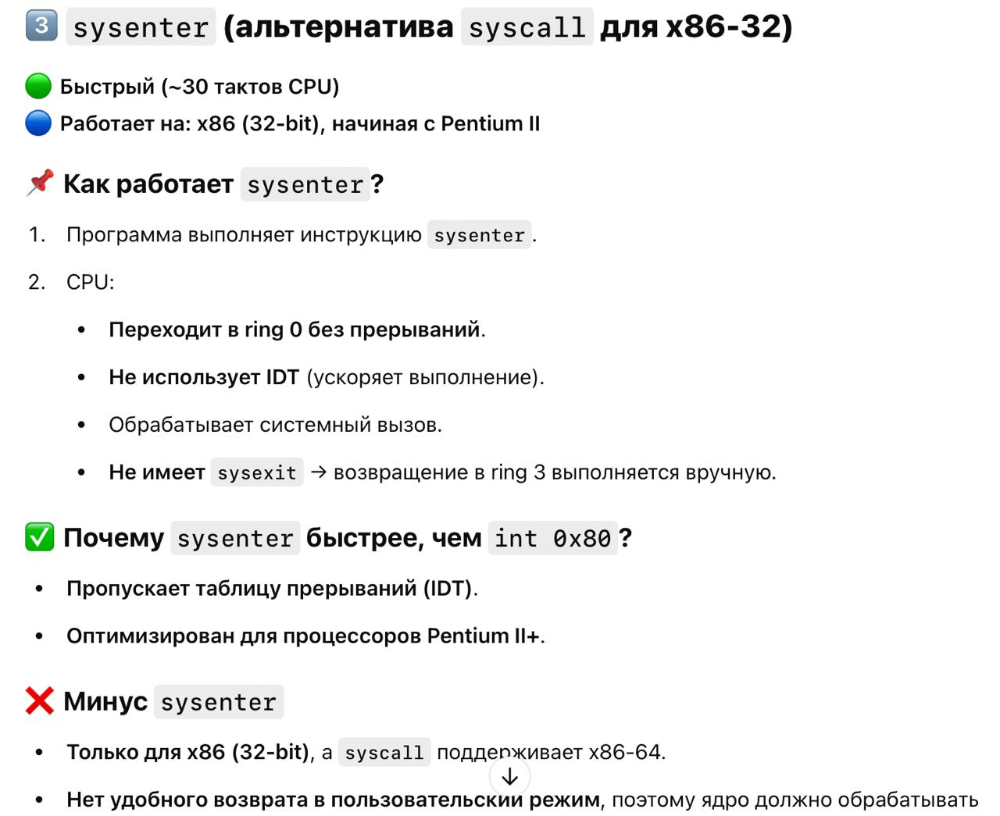 3 sysenter (альтернатива syscall для x86-32)
Быстрый (~30 тактов CPU)
Работает на: x86 (32-bit), начиная с Pentium II
Как работает sysenter?
1. Программа выполняет инструкцию sysenter.
2. CPU:
• Переходит в ring 0 без прерываний.
• Не использует IDT (ускоряет выполнение).
• Обрабатывает системный вызов.
• Не имеет sysexit → возвращение в ring 3 выполняется вручную.
Почему sysenter быстрее, чем int 0x80?
• Пропускает таблицу прерываний (IDT).
• Оптимизирован для процессоров Pentium II+.
Минус sysenter
• Только для x86 (32-bit), а syscall поддерживает x86-64.
• Нет удобного возврата в пользовательский режим, поэтому ядро должно обрабатывать